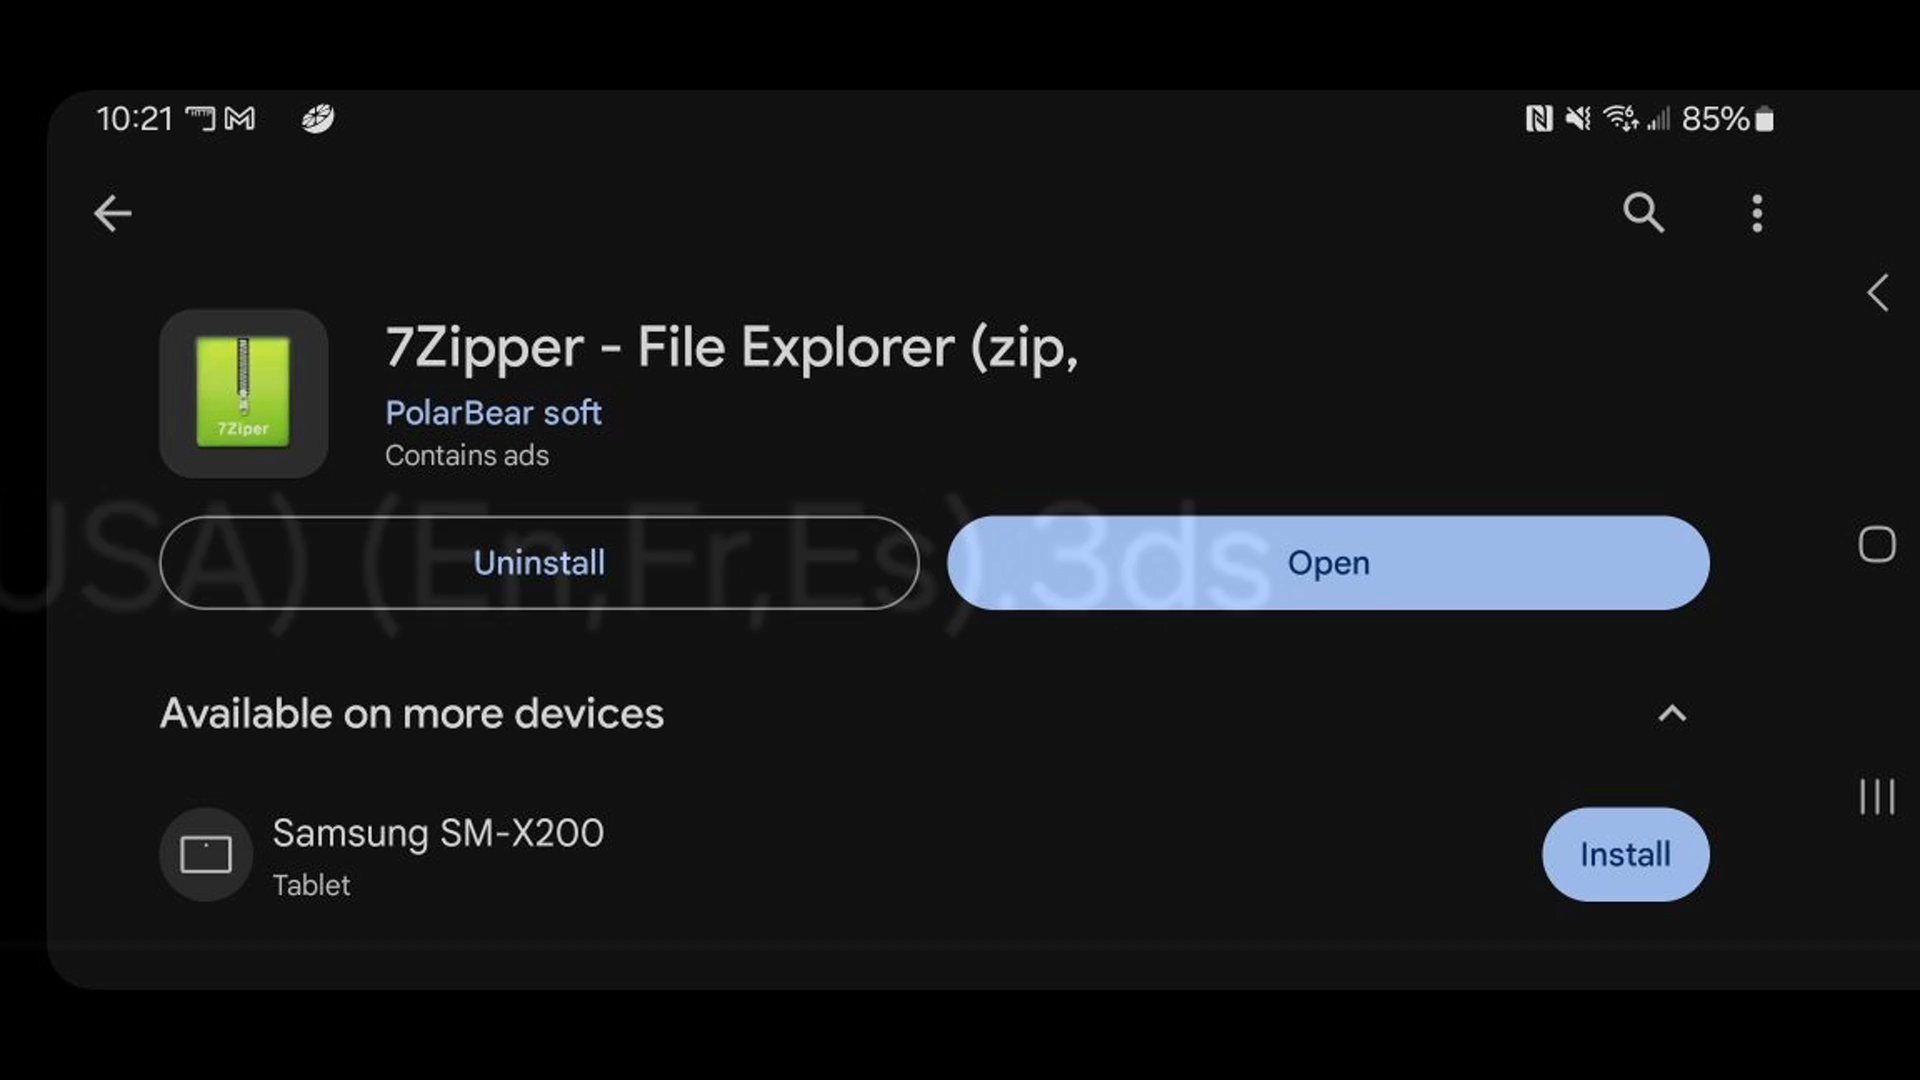 10:21
85%
7Zipper - File Explorer (zip,
7Ziper
PolarBear soft
Contains ads
USA) (En,Fr,Es).3ds
Uninstall
Open
Available on more devices
Samsung SM-X200
Tablet
Install